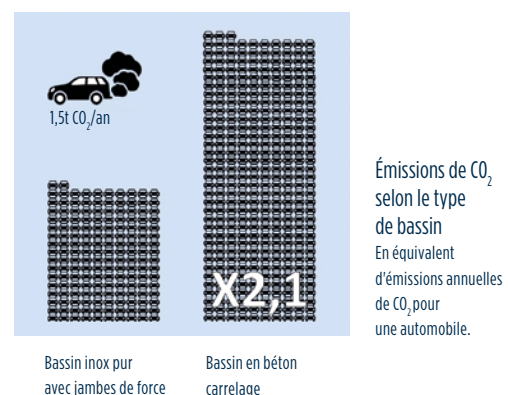 1,5t CO₂/an
X2,1
Émissions de CO₂
selon le type
de bassin
En équivalent
d'émissions annuelles
de CO₂ pour
une automobile.
Bassin inox pur
avec jambes de force
Bassin en béton
carrelage